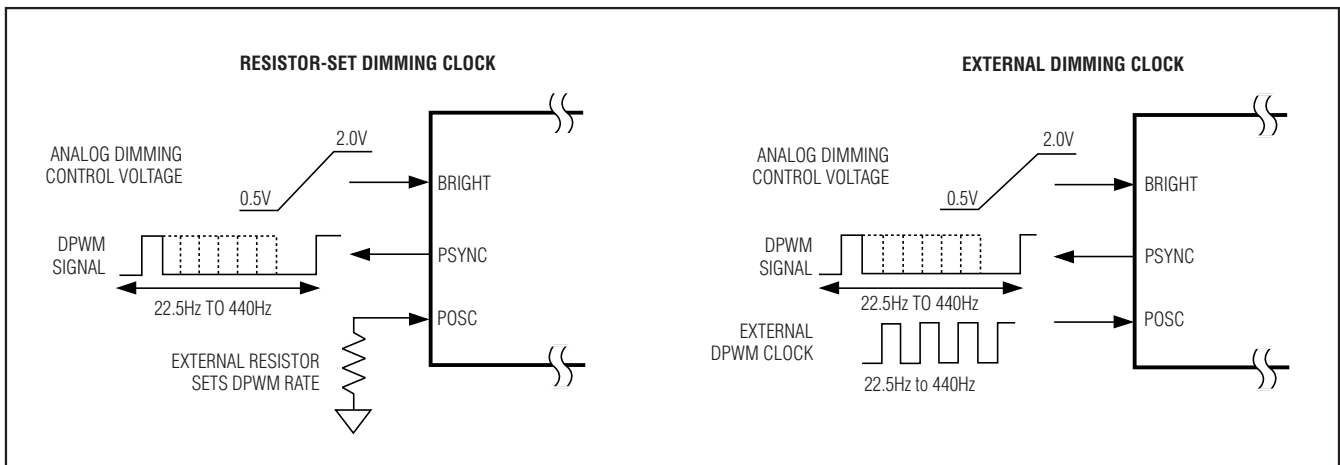 RESISTOR-SET DIMMING CLOCK
ANALOG DIMMING
CONTROL VOLTAGE
0.5V
2.0V
BRIGHT
DPWM
SIGNAL
PSYNC
22.5Hz TO 440Hz
POSC
EXTERNAL RESISTOR
SETS DPWM RATE
EXTERNAL DIMMING CLOCK
ANALOG DIMMING
CONTROL VOLTAGE
0.5V
2.0V
BRIGHT
DPWM
SIGNAL
PSYNC
22.5Hz TO 440Hz
EXTERNAL
DPWM CLOCK
POSC
22.5Hz to 440Hz